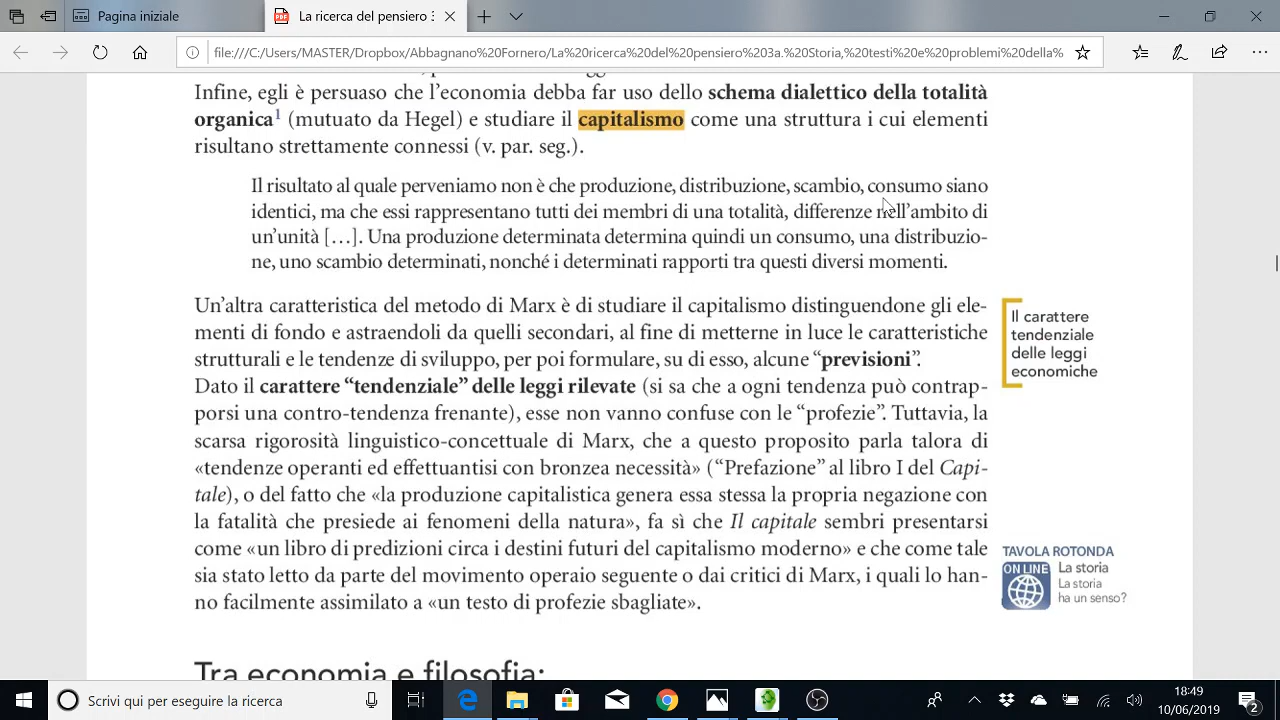 Pagina iniziale
La ricerca del pensiero 3
file:///C:/Users/MASTER/Dropbox/Abbagnano%20Fornero/La%20ricerca%20del%20pensiero%203a.%20Storia,%20testi%20e%20problemi%20della%
Infine, egli è persuaso che l’economia debba far uso dello schema dialettico della totalità
organica1 (mutuato da Hegel) e studiare il capitalismo come una struttura i cui elementi
risultano strettamente connessi (v. par. seg.).
Il risultato al quale perveniamo non è che produzione, distribuzione, scambio, consumo siano
identici, ma che essi rappresentano tutti dei membri di una totalità, differenze nell’ambito di
un’unità […]. Una produzione determinata determina quindi un consumo, una distribuzio-
ne, uno scambio determinati, nonché i determinati rapporti tra questi diversi momenti.
Un’altra caratteristica del metodo di Marx è di studiare il capitalismo distinguendone gli ele-
menti di fondo e astraendoli da quelli secondari, al fine di metterne in luce le caratteristiche
strutturali e le tendenze di sviluppo, per poi formulare, su di esso, alcune “previsioni”.
Dato il carattere “tendenziale” delle leggi rilevate (si sa che a ogni tendenza può contrap-
porsi una contro-tendenza frenante), esse non vanno confuse con le “profezie”. Tuttavia, la
scarsa rigorosità linguistico-concettuale di Marx, che a questo proposito parla talora di
«tendenze operanti ed effettuantisi con bronzea necessità» (“Prefazione” al libro I del Capi-
tale), o del fatto che «la produzione capitalistica genera essa stessa la propria negazione con
la fatalità che presiede ai fenomeni della natura», fa sì che Il capitale sembri presentarsi
come «un libro di predizioni circa i destini futuri del capitalismo moderno» e che come tale
sia stato letto da parte del movimento operaio seguente o dai critici di Marx, i quali lo han-
no facilmente assimilato a «un testo di profezie sbagliate».
Il carattere
tendenziale
delle leggi
economiche
TAVOLA ROTONDA
ON LINE
La storia
La storia
ha un senso?
Tra economia e filosofia:
Scrivi qui per eseguire la ricerca
18:49
10/06/2019
2